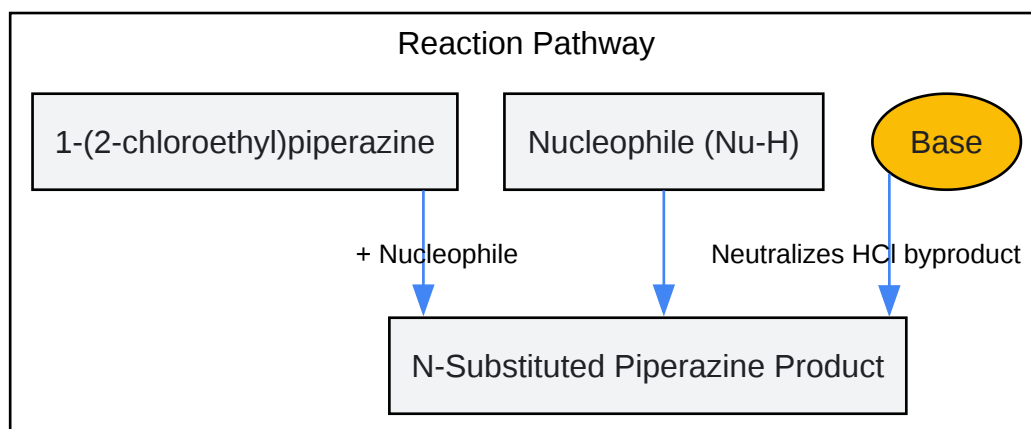 Reaction Pathway
1-(2-chloroethyl)piperazine
Nucleophile (Nu-H)
Base
+ Nucleophile
Neutralizes HCl byproduct
N-Substituted Piperazine Product